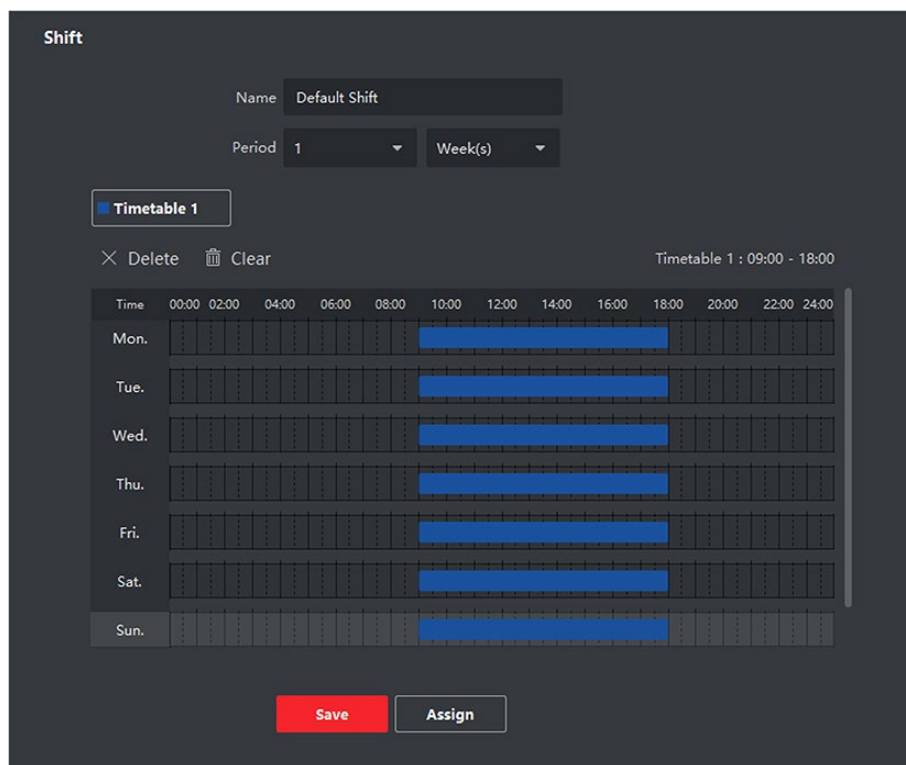 Shift
Name Default Shift
Period 1 Week(s)
Timetable 1
Delete Clear Timetable 1 : 09:00 - 18:00
Time 00:00 02:00 04:00 06:00 08:00 10:00 12:00 14:00 16:00 18:00 20:00 22:00 24:00
Mon.
Tue.
Wed.
Thu.
Fri.
Sat.
Sun.
Save Assign